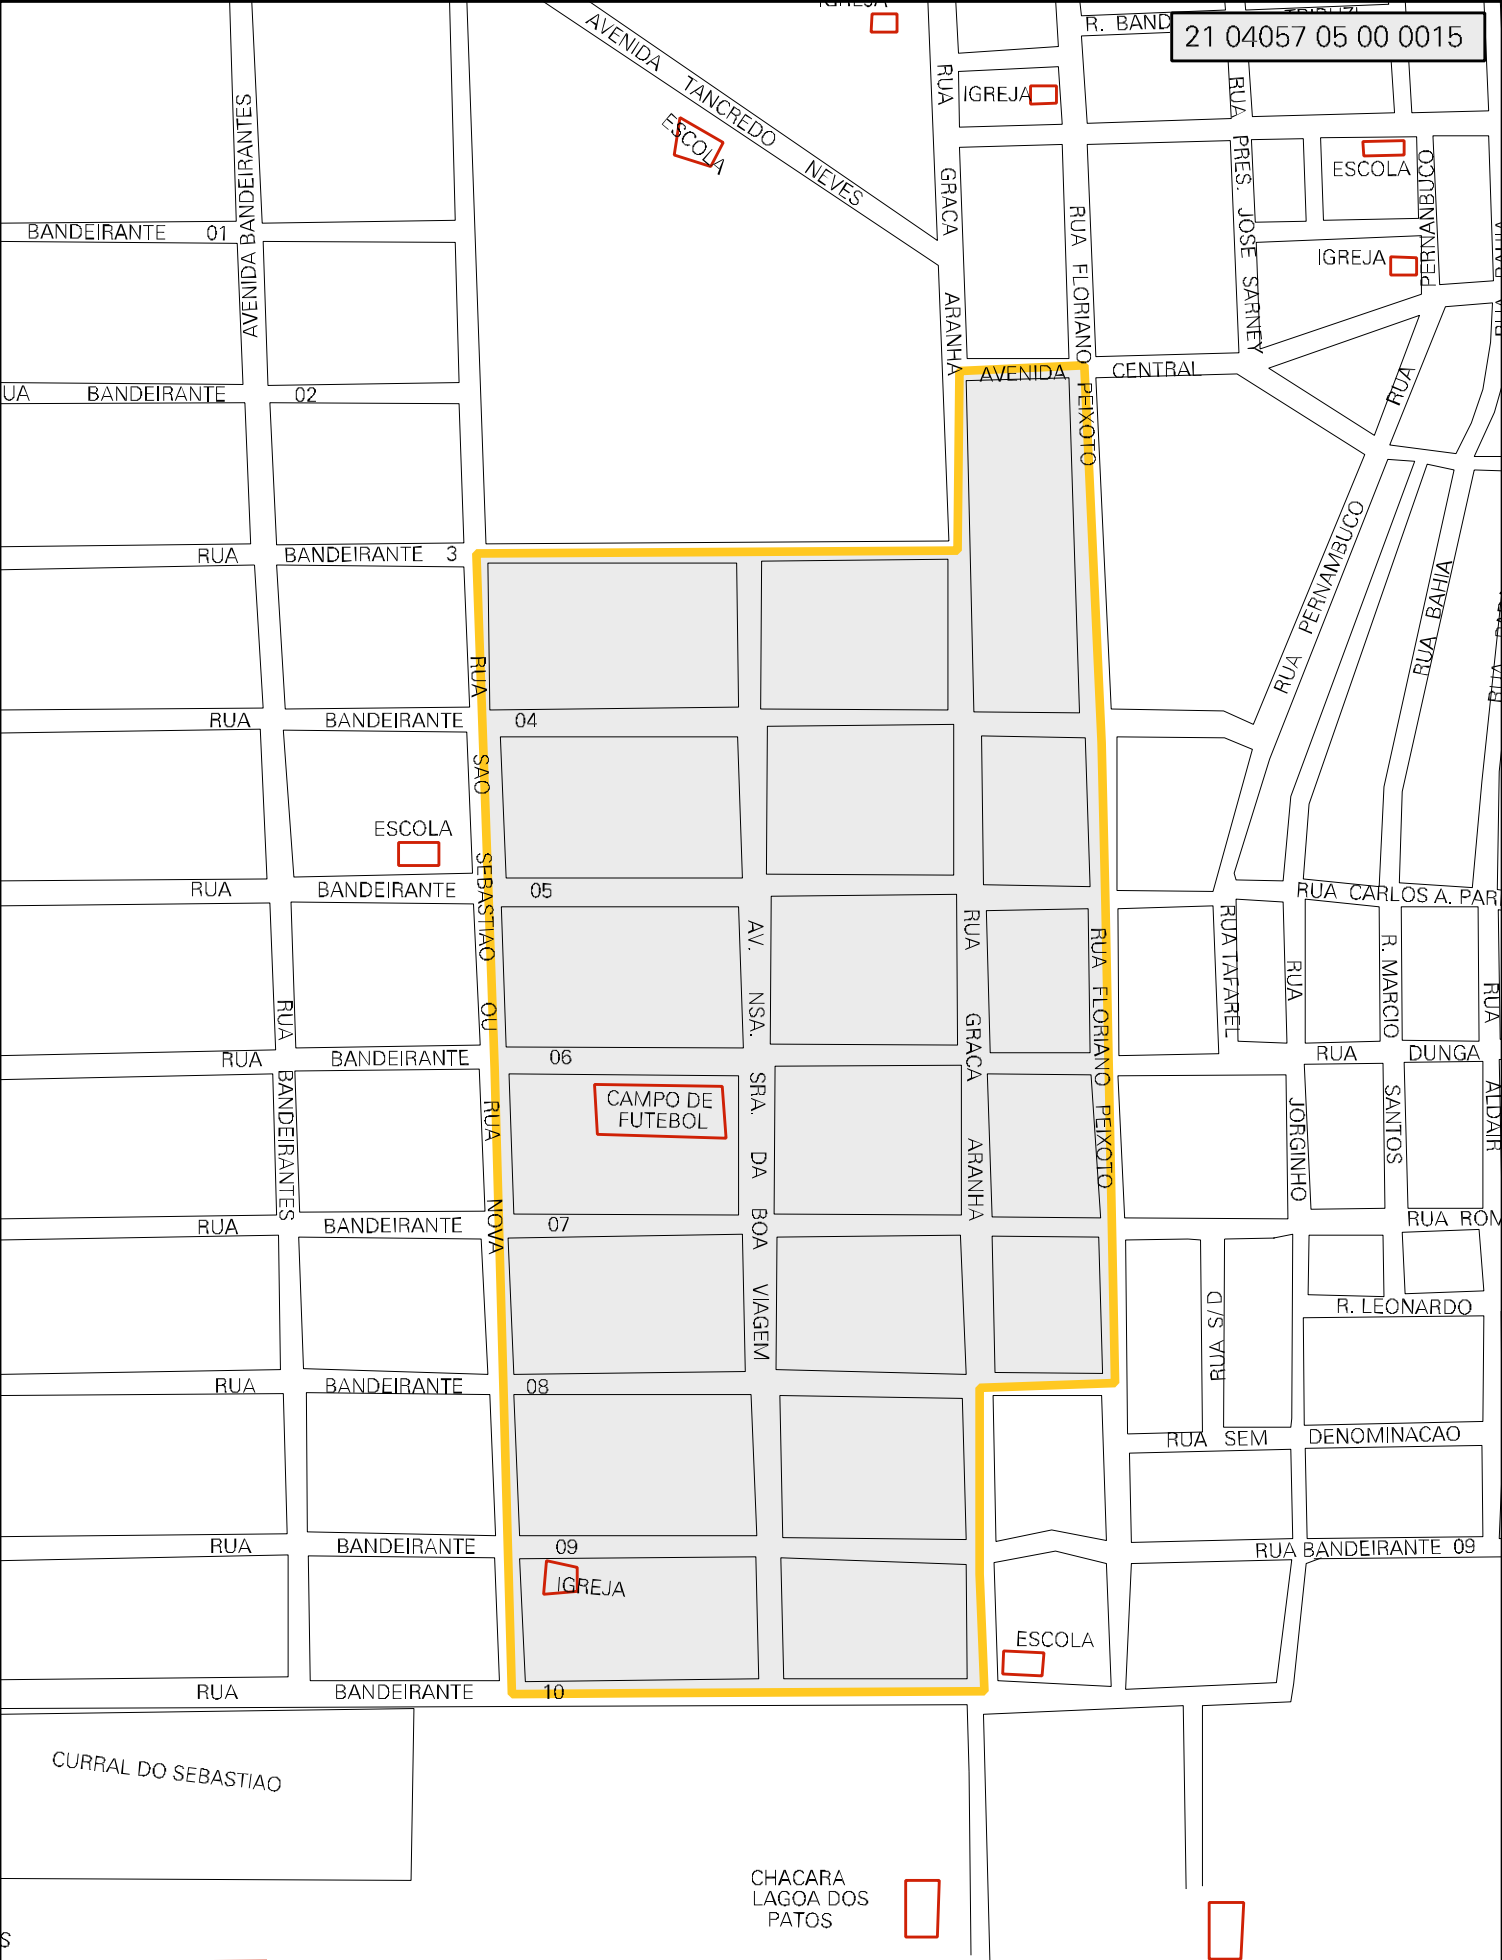 21 04057 05 00 0015
R. BAND
IGREJA
AVENIDA TANCREDO NEVES
ESCOLA
RUA GRACA ARANHA
IGREJA
RUA PRES. JOSE SARNEY
ESCOLA
PERNANBUCO
IGREJA
RUA FLORIANO PEIXOTO
AVENIDA BANDEIRANTES
BANDEIRANTE 01
UA BANDEIRANTE 02
AVENIDA CENTRAL
RUA
RUA PERNAMBUCO
RUA BAHIA
RUA BANDEIRANTE 3
RUA BANDEIRANTE 04
ESCOLA
RUA BANDEIRANTE 05
RUA CARLOS A. PAR
RUA SAO SEBASTIAO OU RUA NOVA
AV. NSA. SRA. DA BOA VIAGEM
RUA GRACA ARANHA
RUA FLORIANO PEIXOTO
RUA TAFAREL
RUA JORGINHO
R. MARCIO SANTOS
RUA ALDAIR
RUA BANDEIRANTES
RUA BANDEIRANTE 06
RUA DUNGA
CAMPO DE
FUTEBOL
RUA BANDEIRANTE 07
RUA ROM
RUA S/D
R. LEONARDO
RUA BANDEIRANTE 08
RUA SEM DENOMINACAO
RUA BANDEIRANTE 09
RUA BANDEIRANTE 09
IGREJA
ESCOLA
RUA BANDEIRANTE 10
CURRAL DO SEBASTIAO
CHACARA
LAGOA DOS
PATOS
S